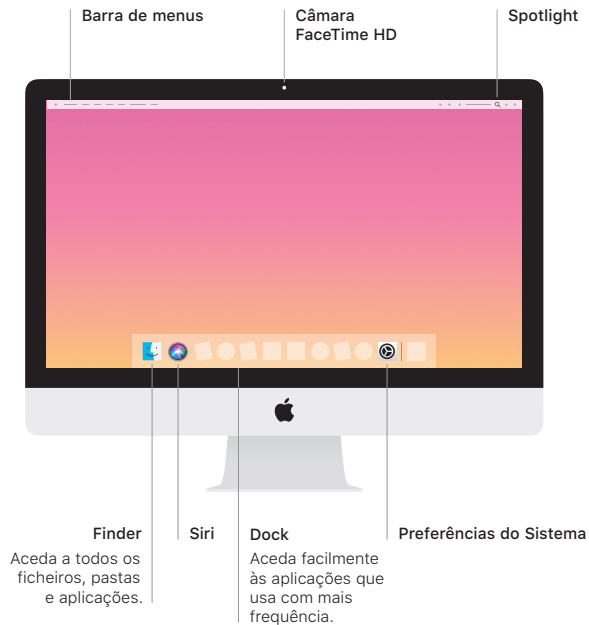 Barra de menus
Câmara
FaceTime HD
Spotlight
Finder
Aceda a todos os
ficheiros, pastas
e aplicações.
Siri
Dock
Aceda facilmente
às aplicações que
usa com mais
frequência.
Preferências do Sistema